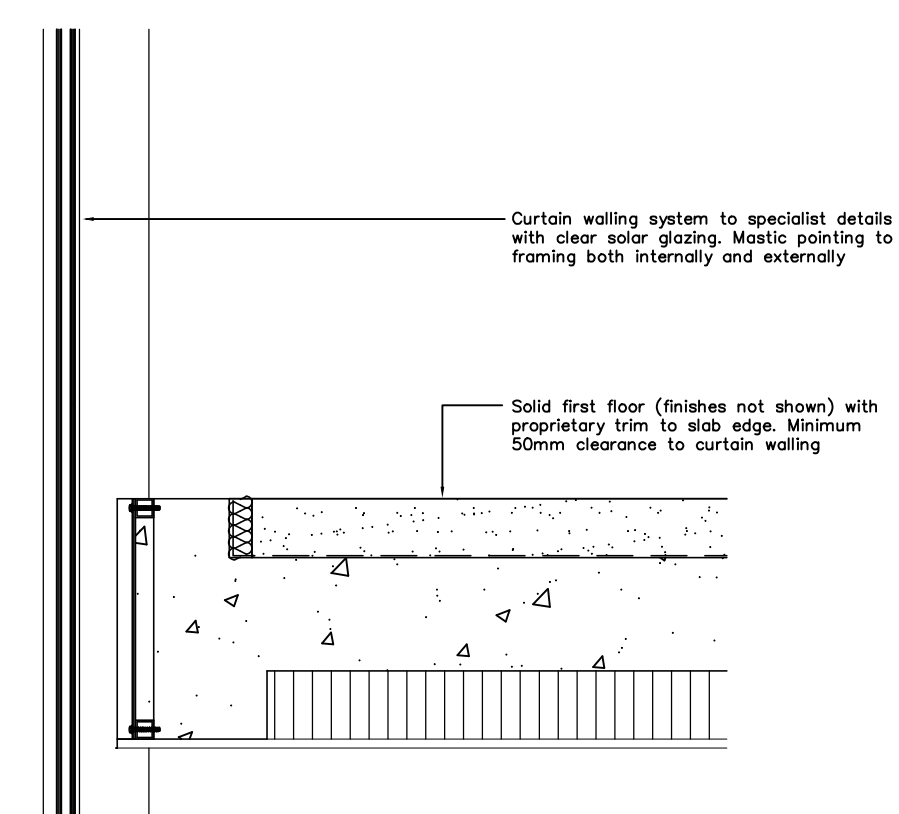 Curtain walling system to specialist details
with clear solar glazing. Mastic pointing to
framing both internally and externally
Solid first floor (finishes not shown) with
proprietary trim to slab edge. Minimum
50mm clearance to curtain walling